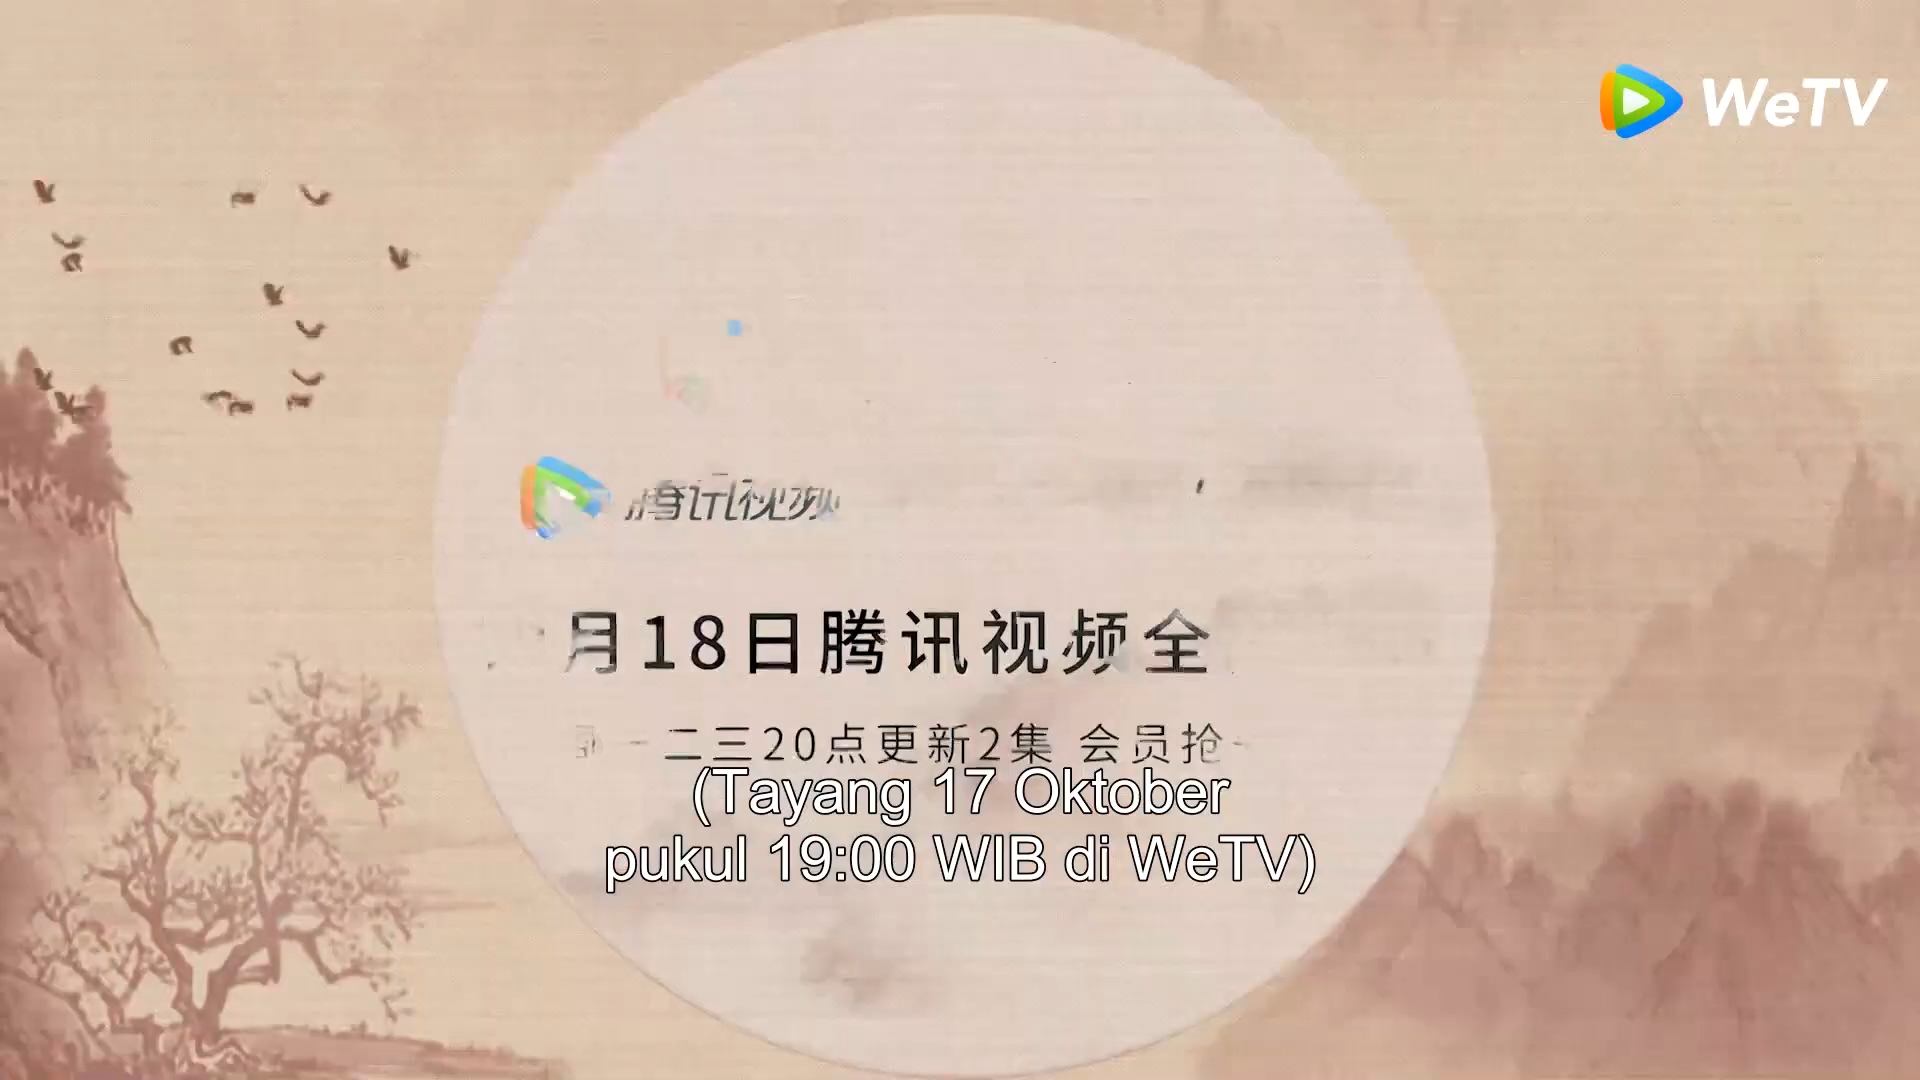 WeTV
腾讯视频
月18日腾讯视频全
一二三20点更新2集 会员抢
(Tayang 17 Oktober
pukul 19:00 WIB di WeTV)